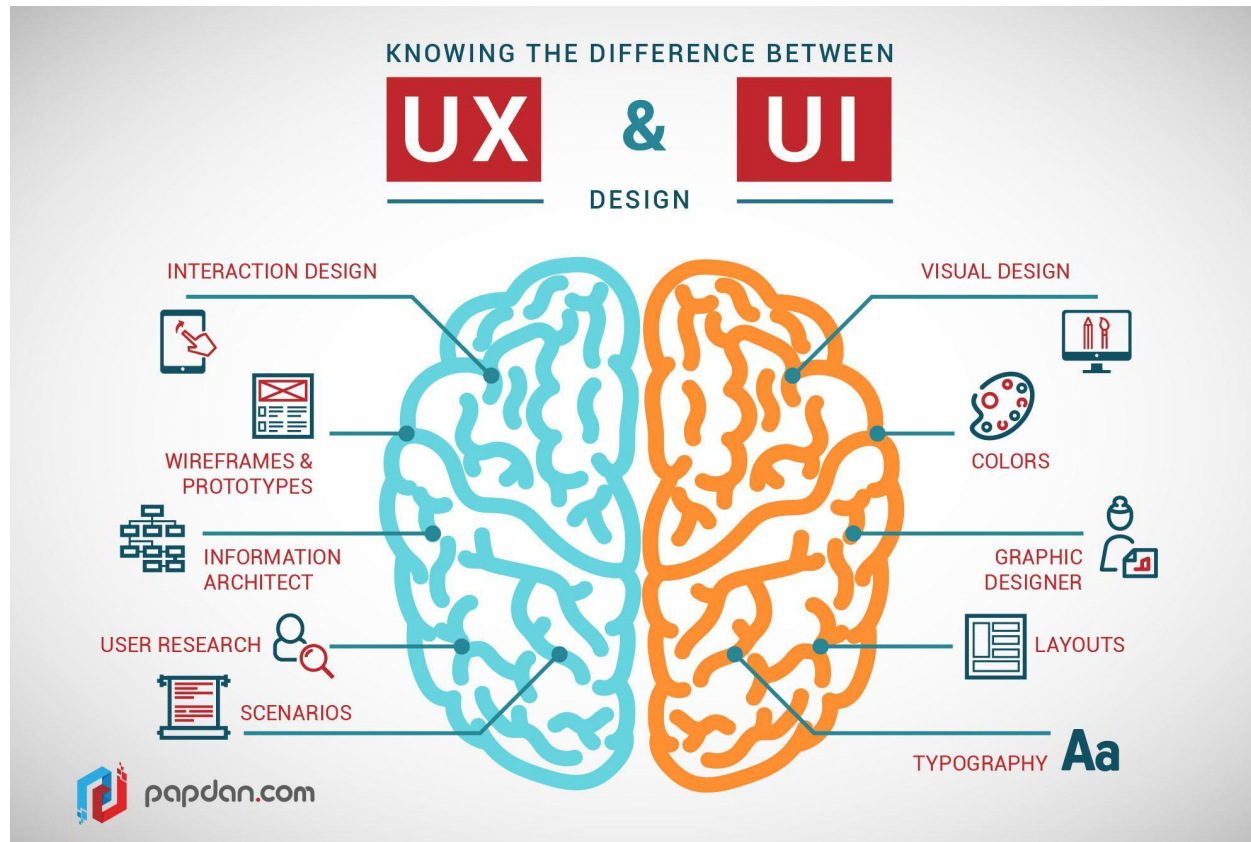 KNOWING THE DIFFERENCE BETWEEN
UX & UI
DESIGN
INTERACTION DESIGN
WIREFRAMES &
PROTOTYPES
INFORMATION
ARCHITECT
USER RESEARCH
SCENARIOS
VISUAL DESIGN
COLORS
GRAPHIC
DESIGNER
LAYOUTS
TYPOGRAPHY Aa
papdan.com